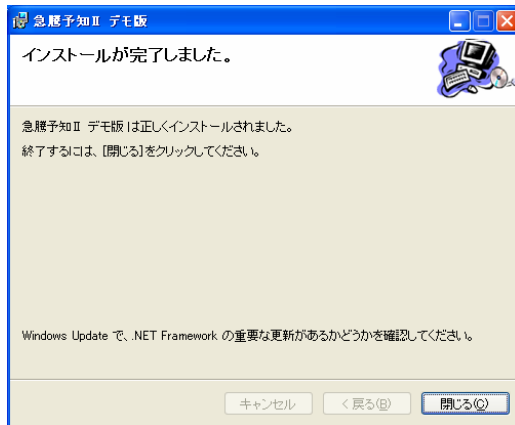 急騰予知Ⅱ デモ版
インストールが完了しました。
急騰予知Ⅱ デモ版 は正しくインストールされました。
終了するには、[閉じる]をクリックしてください。
Windows Update で、.NET Framework の重要な更新があるかどうかを確認してください。
キャンセル
< 戻る(B)
閉じる(C)